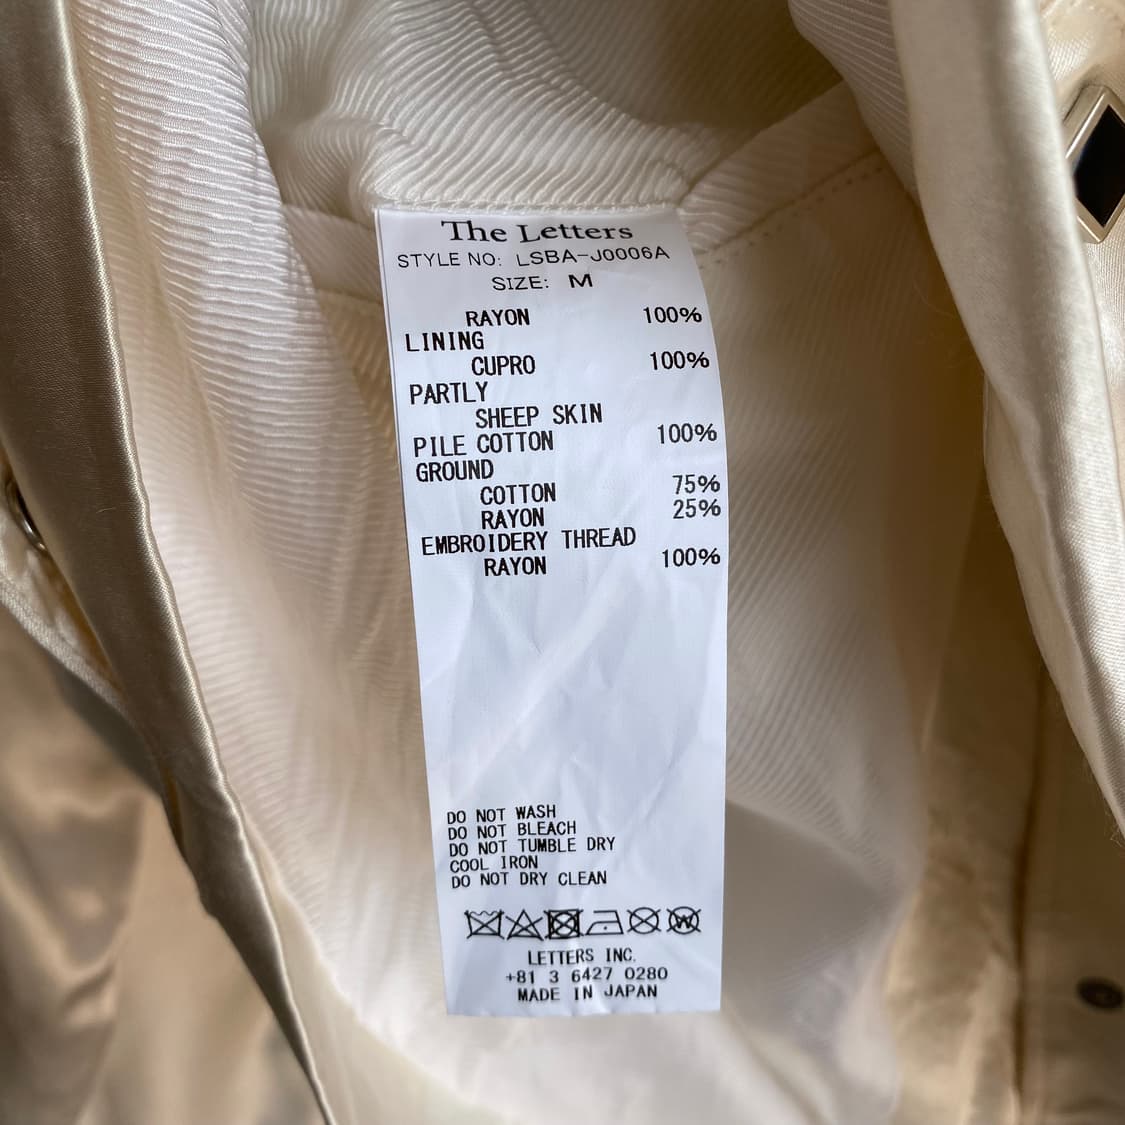 The Letters
STYLE NO: LSBA-J0006A
SIZE: M
RAYON 100%
LINING
CUPRO 100%
PARTLY
SHEEP SKIN
PILE COTTON 100%
GROUND
COTTON 75%
RAYON 25%
EMBROIDERY THREAD
RAYON 100%
DO NOT WASH
DO NOT BLEACH
DO NOT TUMBLE DRY
COOL IRON
DO NOT DRY CLEAN
W
LETTERS INC.
+81 3 6427 0280
MADE IN JAPAN